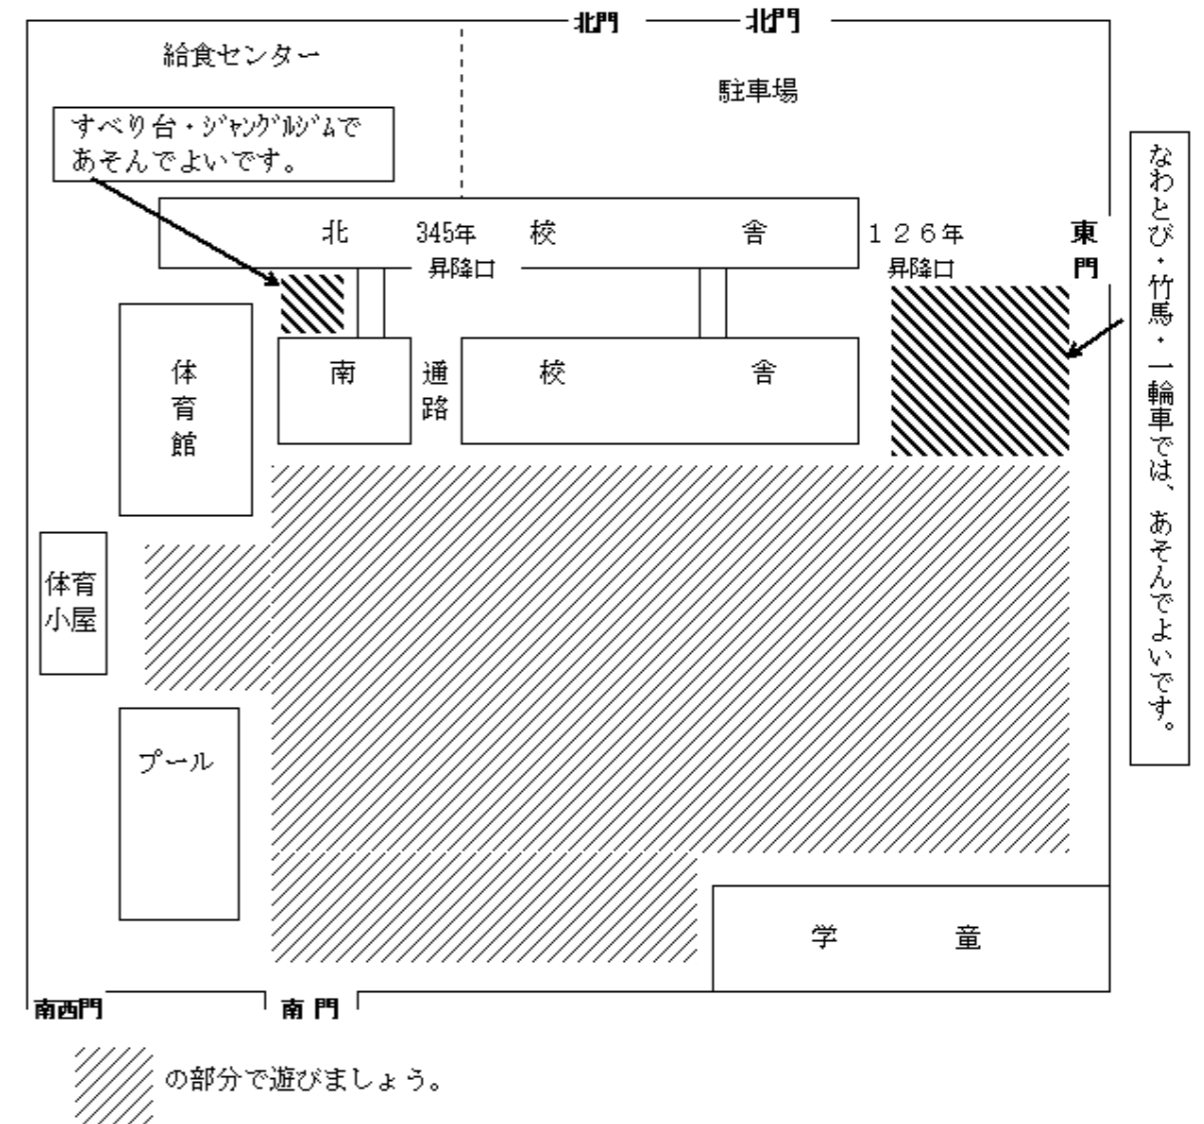 北門
北門
給食センター
駐車場
すべり台・ｼﾞｬﾝｸﾞﾙｼﾞﾑで
あそんでよいです。
なわとび・竹馬・一輪車では、あそんでよいです。
北　345年　校　舎
昇降口
１２６年
昇降口
東
門
体
育
館
南
通
路
校　舎
体育
小屋
プール
学　童
南西門
南 門
の部分で遊びましょう。